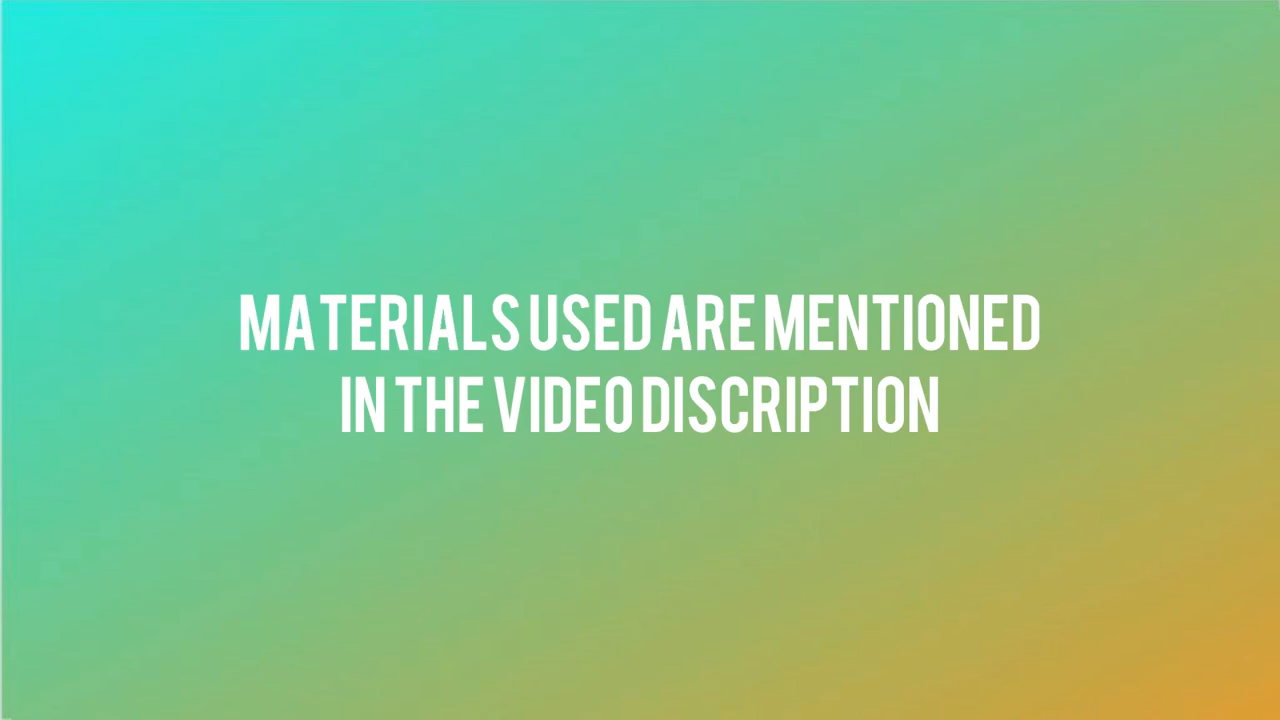 MATERIALS USED ARE MENTIONED
IN THE VIDEO DISCRIPTION